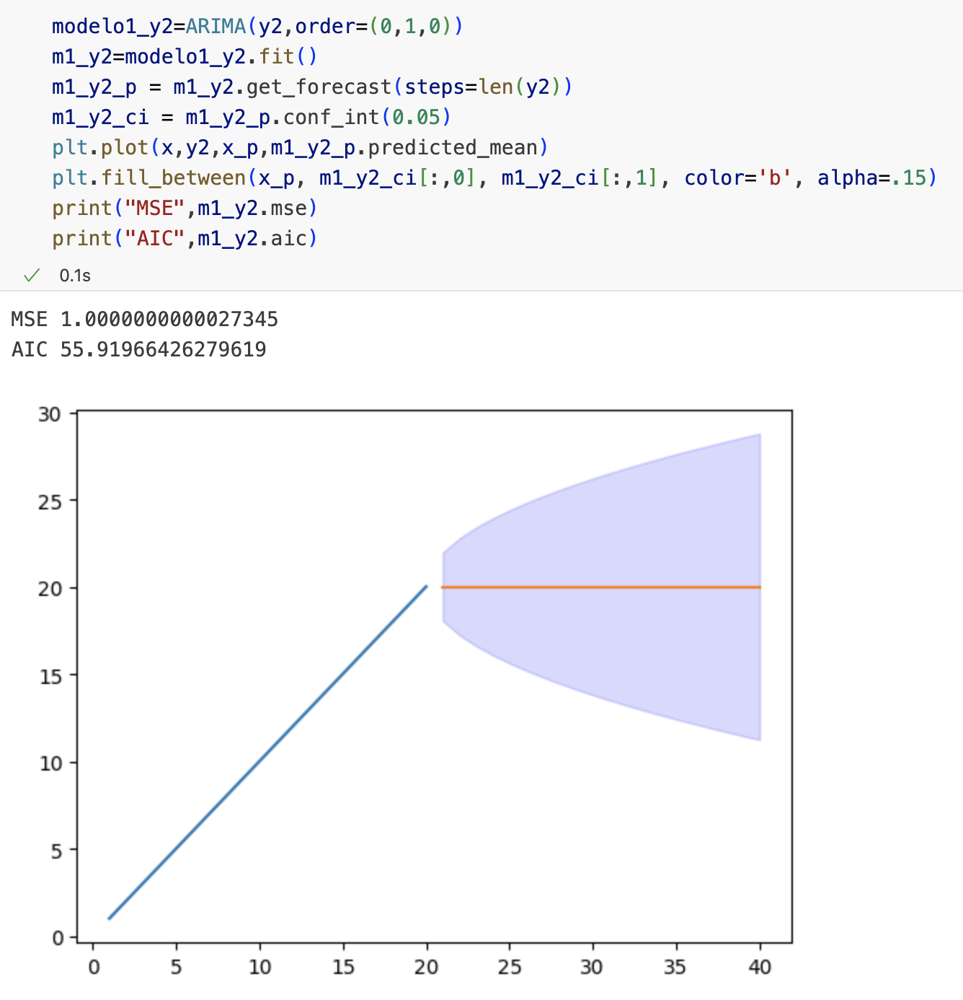 modelo1_y2=ARIMA(y2,order=(0,1,0))
m1_y2=modelo1_y2.fit()
m1_y2_p = m1_y2.get_forecast(steps=len(y2))
m1_y2_ci = m1_y2_p.conf_int(0.05)
plt.plot(x,y2,x_p,m1_y2_p.predicted_mean)
plt.fill_between(x_p, m1_y2_ci[:,0], m1_y2_ci[:,1], color='b', alpha=.15)
print("MSE",m1_y2.mse)
print("AIC",m1_y2.aic)
0.1s
MSE 1.0000000000027345
AIC 55.91966426279619
30
25
20
15
10
5
0
0 5 10 15 20 25 30 35 40